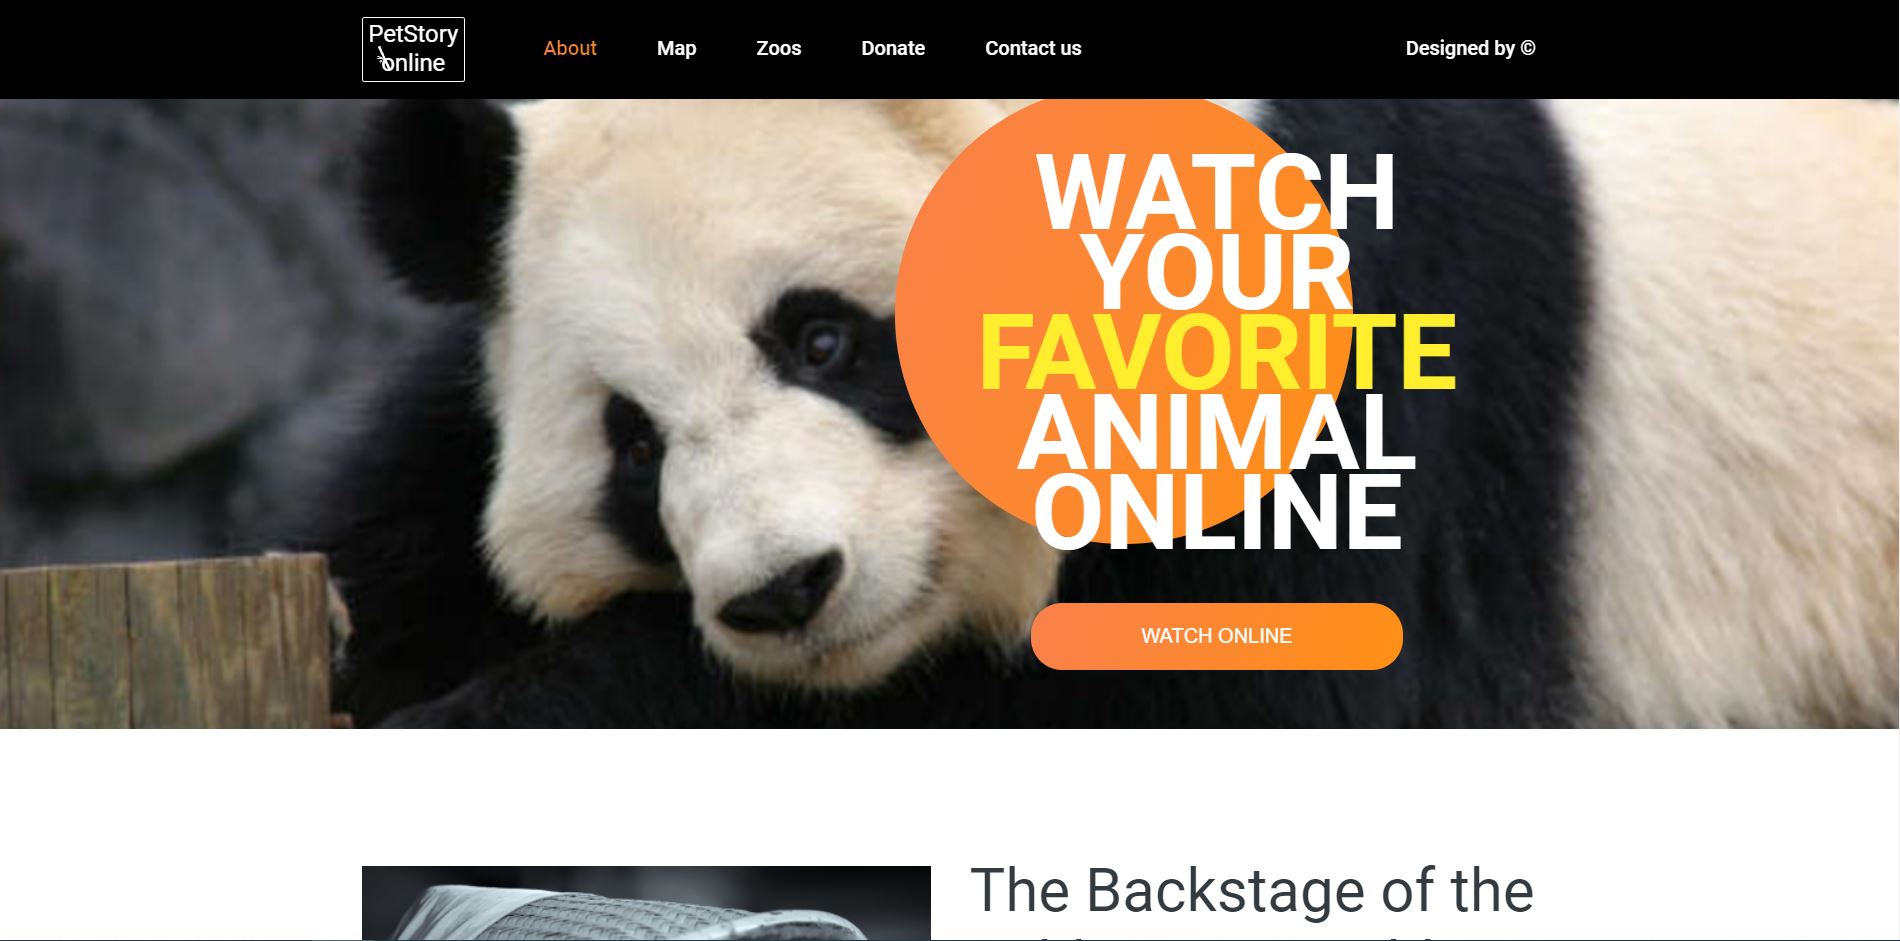 PetStory
online
About Map Zoos Donate Contact us Designed by ©
WATCH
YOUR
FAVORITE
ANIMAL
ONLINE
WATCH ONLINE
The Backstage of the